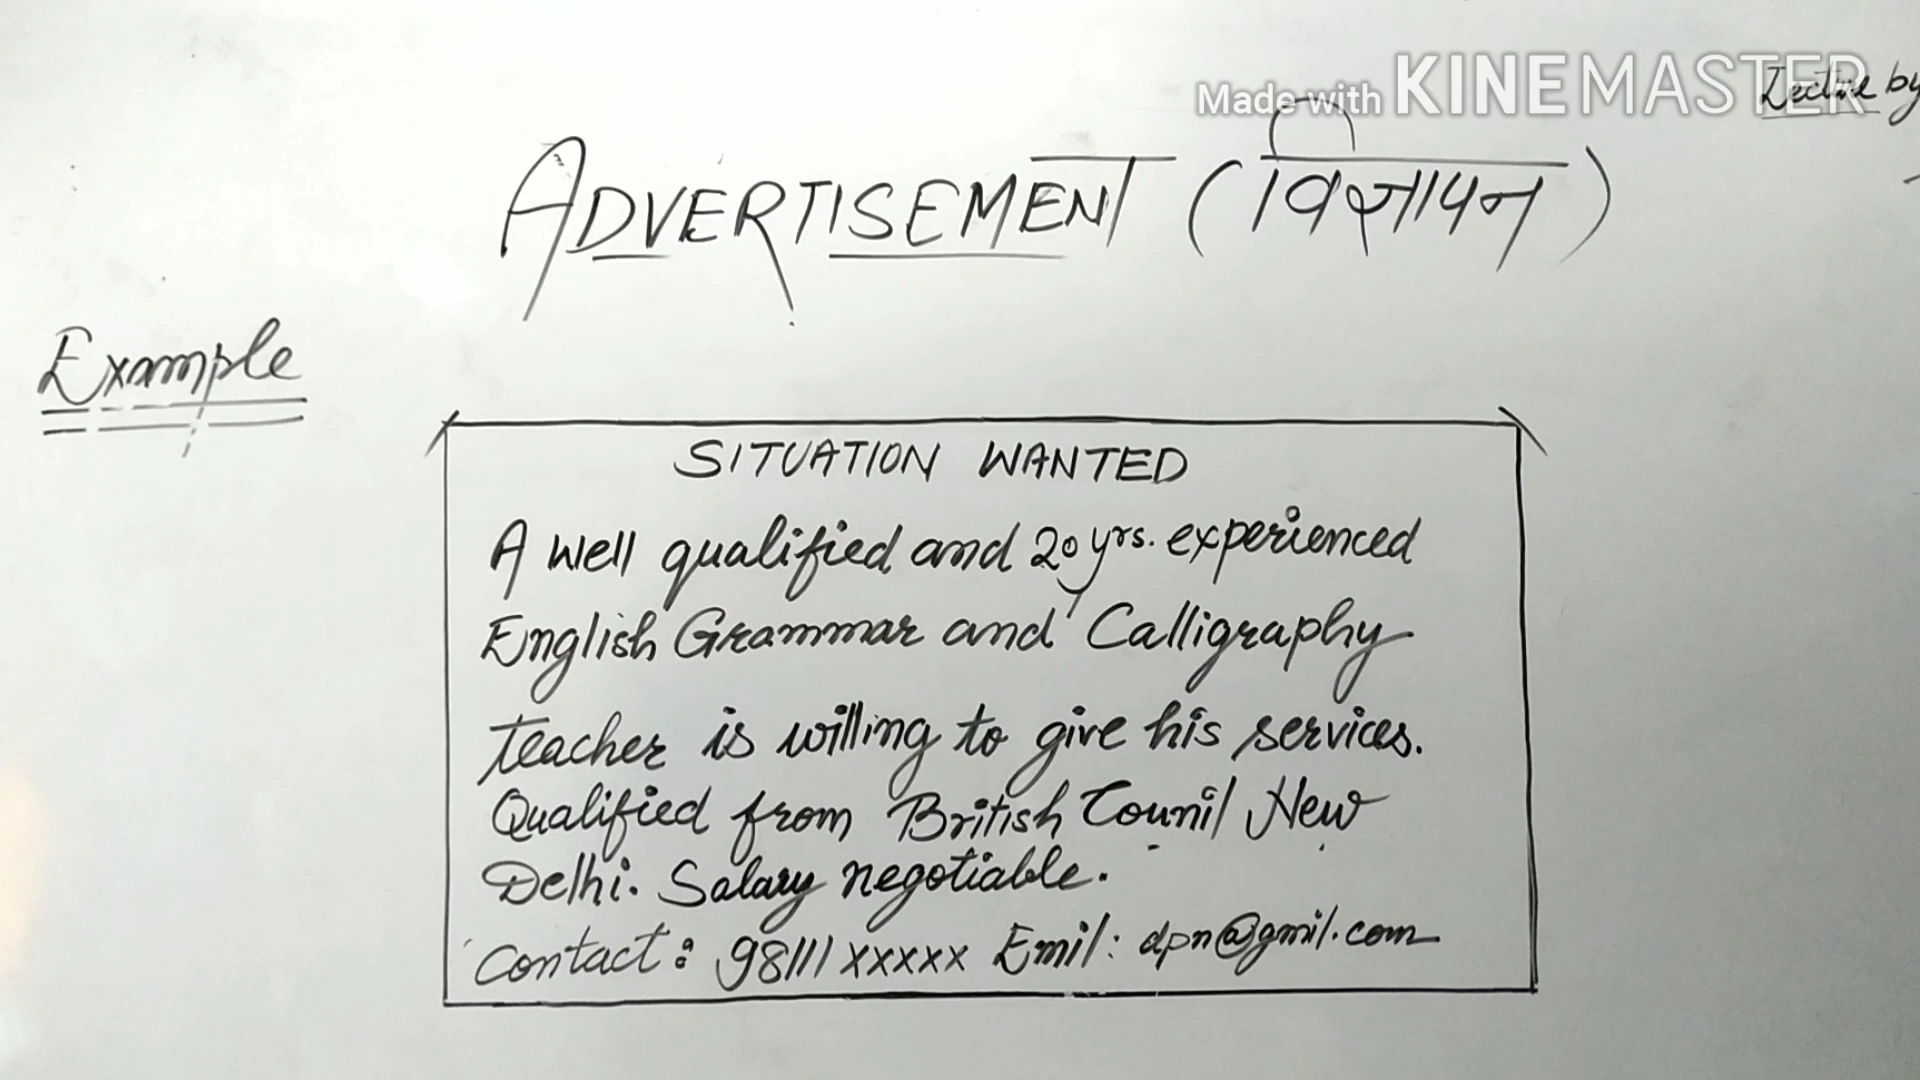 Made with KINEMASTER
Lecture by
ADVERTISEMENT (विज्ञापन)
Example
SITUATION WANTED
A well qualified and 20 yrs. experienced
English Grammar and Calligraphy
teacher is willing to give his services.
Qualified from British Counil New
Delhi. Salary negotiable.
Contact: 98111xxxxx Emil: dpn@gmil.com